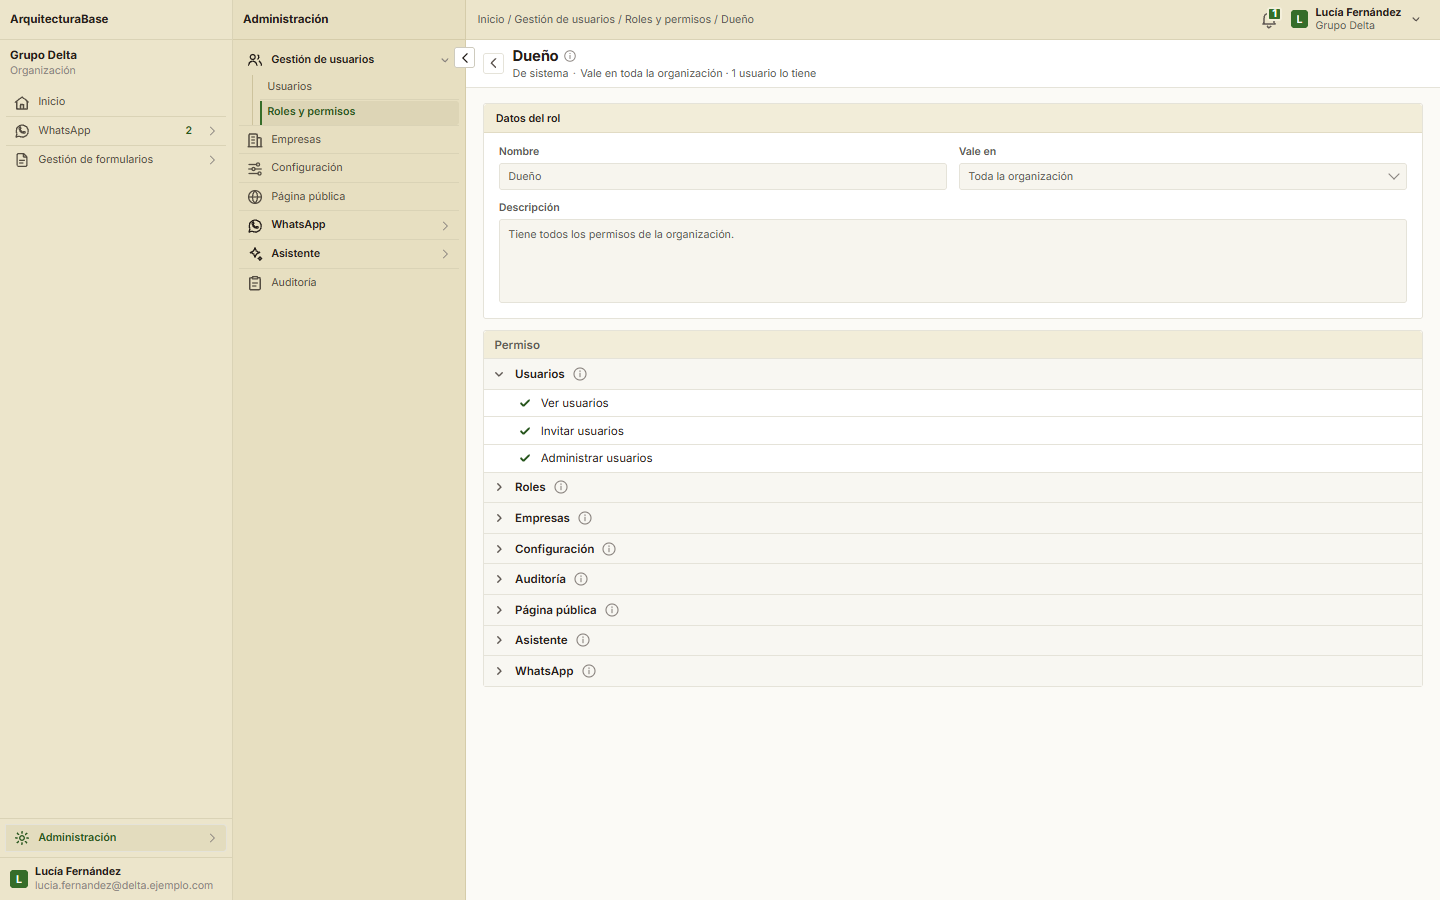 ArquitecturaBase
Grupo Delta
Organización
Inicio
WhatsApp 2
Gestión de formularios
Administración
Lucía Fernández
lucia.fernandez@delta.ejemplo.com
L
Administración
Gestión de usuarios
Usuarios
Roles y permisos
Empresas
Configuración
Página pública
WhatsApp
Asistente
Auditoría
Inicio / Gestión de usuarios / Roles y permisos / Dueño
1
L
Lucía Fernández
Grupo Delta
Dueño
De sistema · Vale en toda la organización · 1 usuario lo tiene
Datos del rol
Nombre
Dueño
Vale en
Toda la organización
Descripción
Tiene todos los permisos de la organización.
Permiso
Usuarios
Ver usuarios
Invitar usuarios
Administrar usuarios
Roles
Empresas
Configuración
Auditoría
Página pública
Asistente
WhatsApp